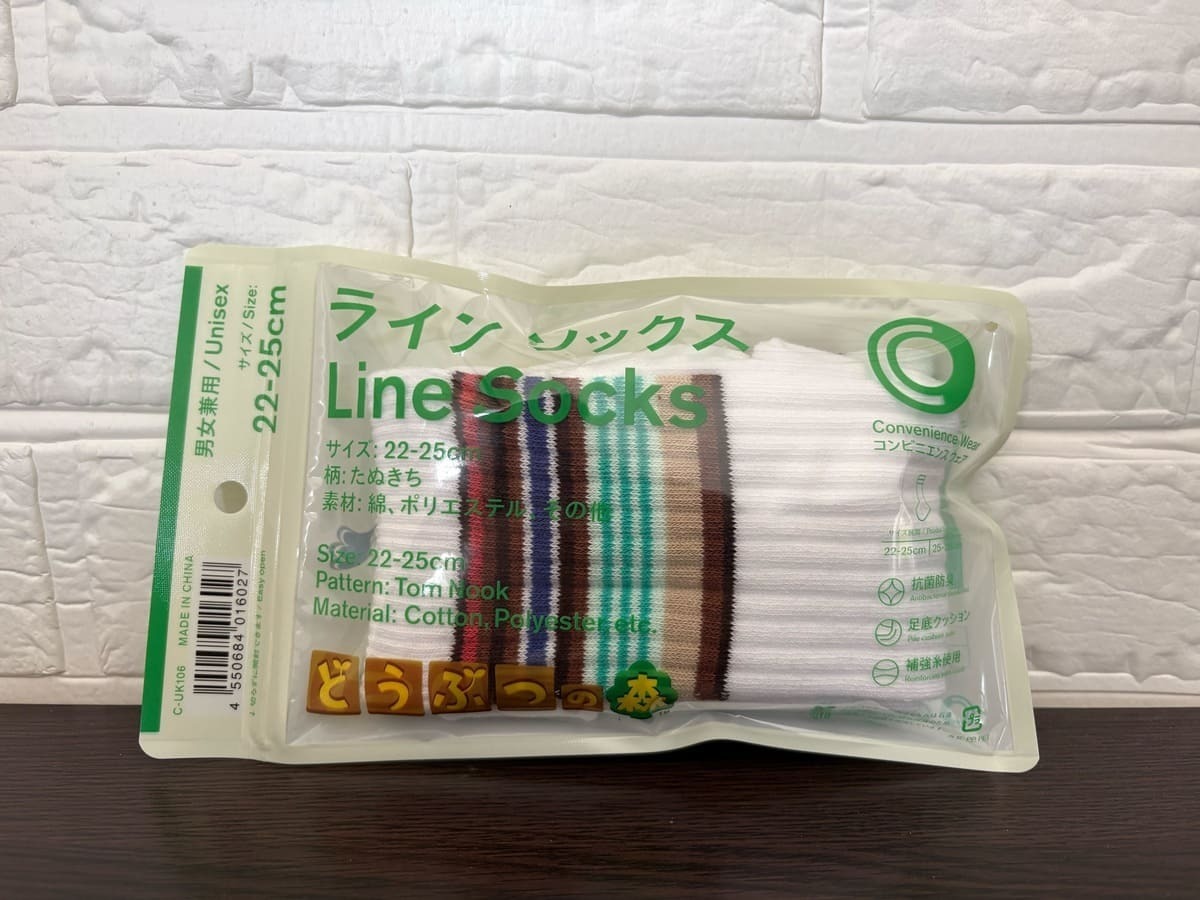 男女兼用/Unisex
サイズ/Size:
22-25cm
C-UK106 MADE IN CHINA
4 550684 016027
ライン ソックス
Line Socks
サイズ: 22-25cm
柄: たぬきち
素材: 綿、ポリエステル、その他
Size: 22-25cm
Pattern: Tom Nook
Material: Cotton, Polyester, etc.
どうぶつの森
Convenience Wear
コンビニエンス ウェア
22-25cm
抗菌防臭
足底クッション
補強糸使用